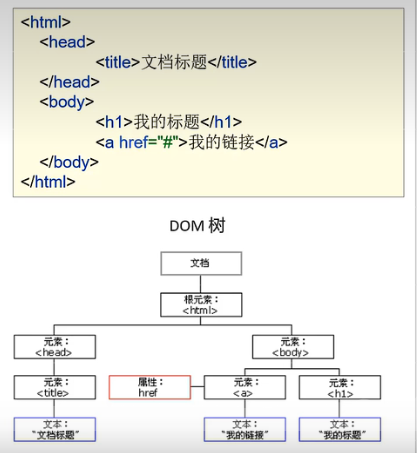 <html>
<head>
<title>文档标题</title>
</head>
<body>
<h1>我的标题</h1>
<a href="#">我的链接</a>
</body>
</html>
DOM 树
文档
根元素：
<html>
元素：
<head>
元素：
<body>
元素：
<title>
属性：
href
元素：
<a>
元素：
<h1>
文本：
“文档标题”
文本：
“我的链接”
文本：
“我的标题”